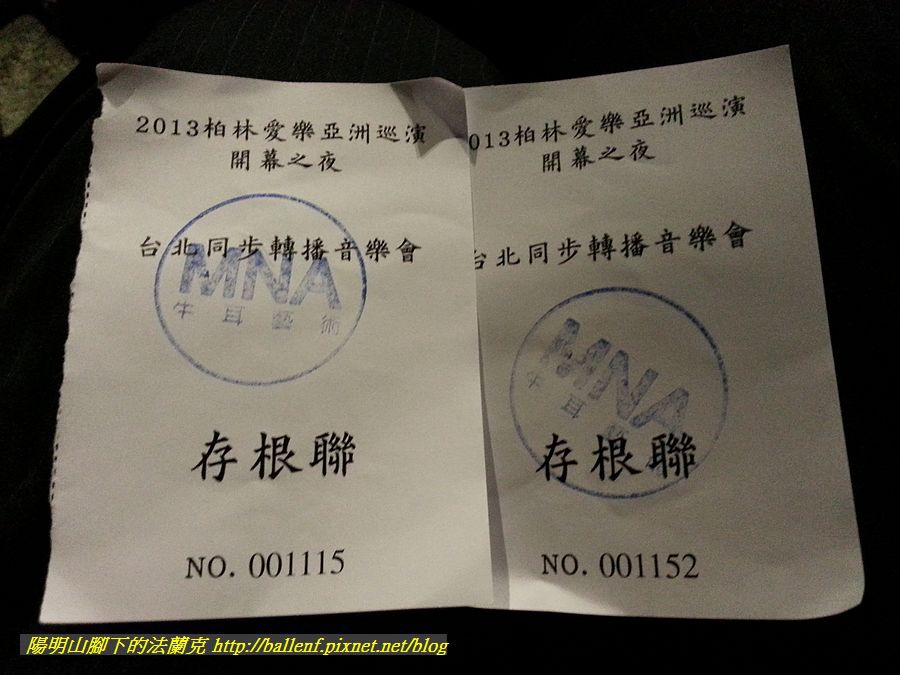 2013柏林愛樂亞洲巡演
開幕之夜
台北同步轉播音樂會
MNA
牛耳藝術
存根聯
NO. 001115
013柏林愛樂亞洲巡演
開幕之夜
台北同步轉播音樂會
MNA
牛耳
存根聯
NO. 001152
陽明山腳下的法蘭克 http://ballenf.pixnet.net/blog